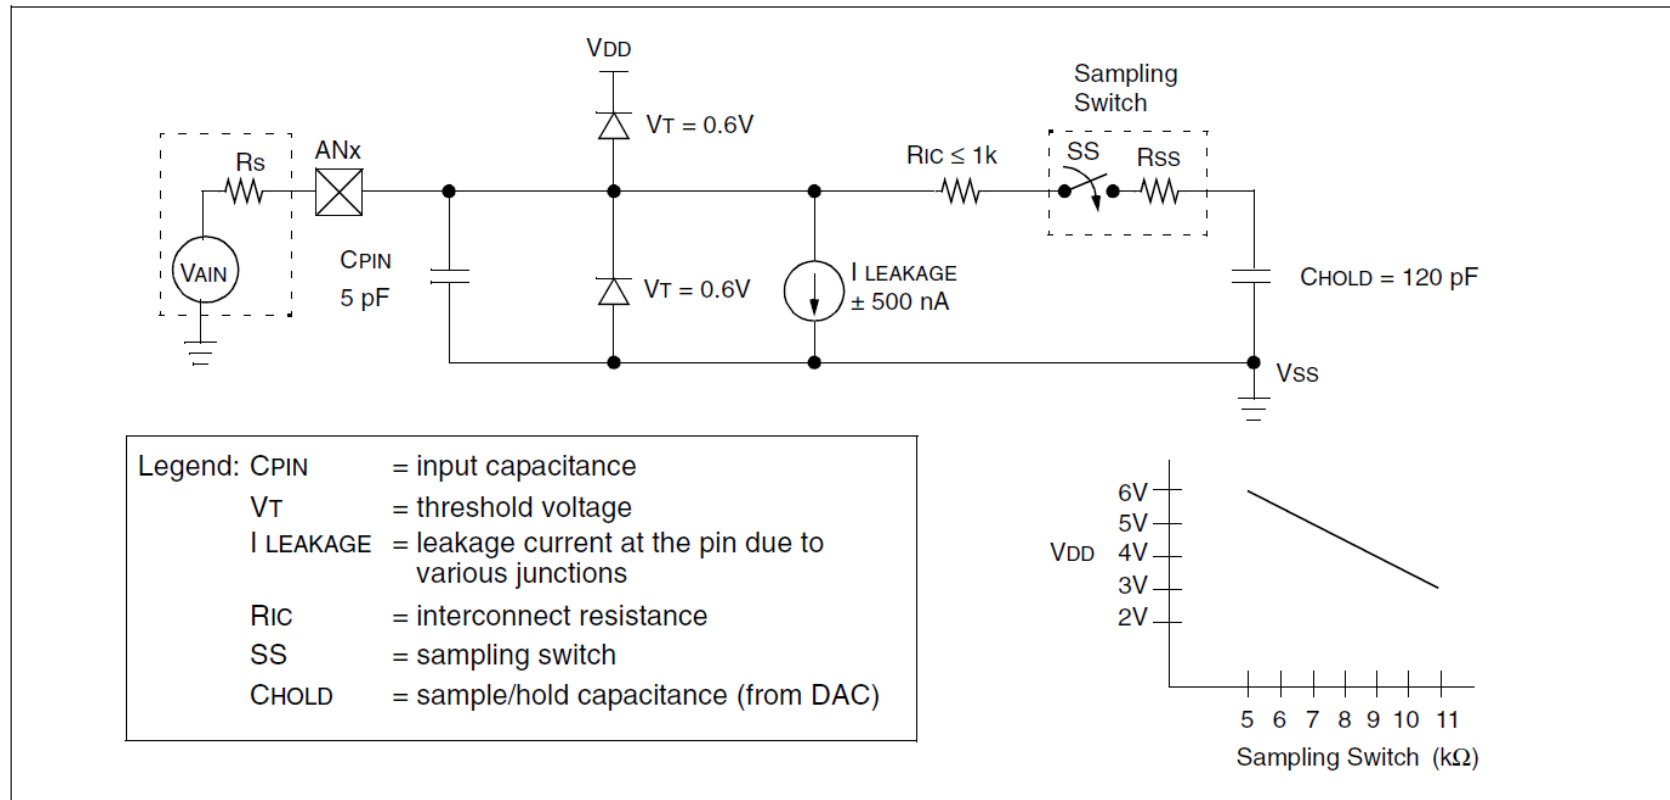 VDD
VT = 0.6V
Sampling
Switch
RS
ANx
RIC ≤ 1k
SS
RSS
VAIN
CPIN
5 pF
VT = 0.6V
I LEAKAGE
± 500 nA
CHOLD = 120 pF
VSS
Legend: CPIN = input capacitance
VT = threshold voltage
I LEAKAGE = leakage current at the pin due to
various junctions
RIC = interconnect resistance
SS = sampling switch
CHOLD = sample/hold capacitance (from DAC)
6V
5V
VDD 4V
3V
2V
5 6 7 8 9 10 11
Sampling Switch (kΩ)